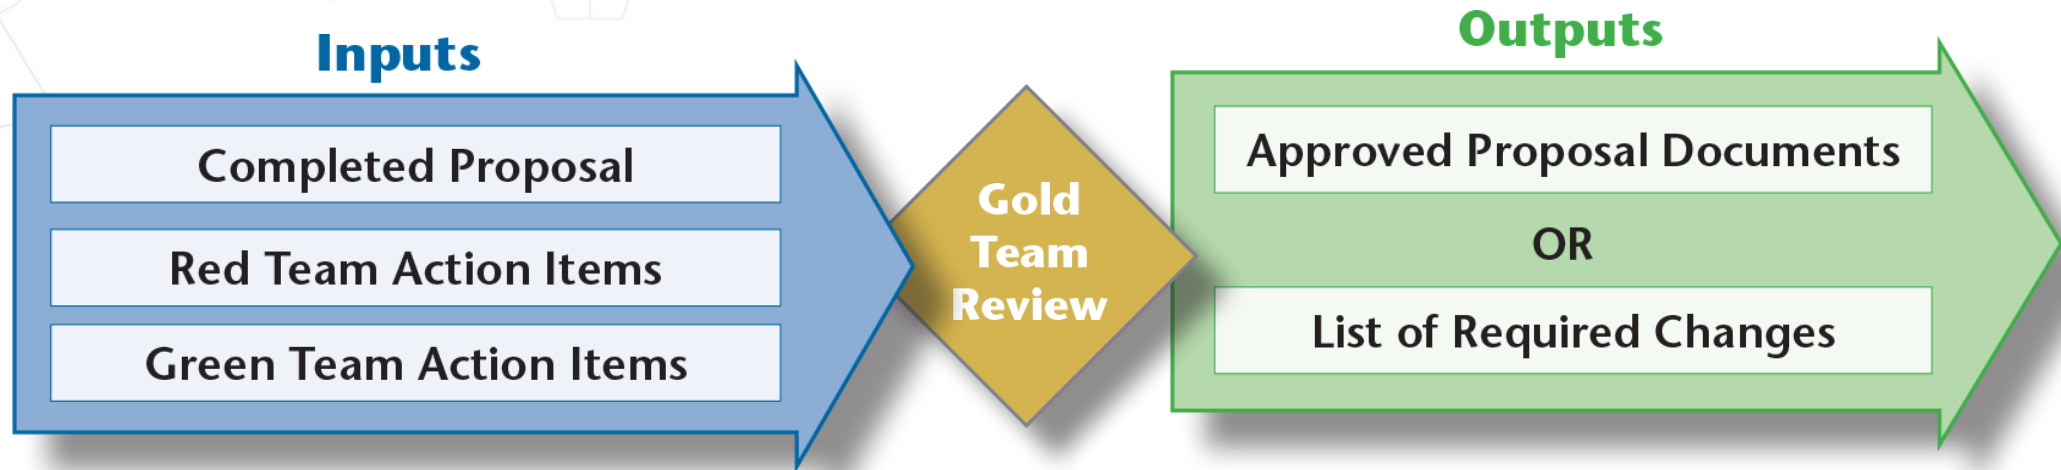 Inputs
Completed Proposal
Red Team Action Items
Green Team Action Items
Gold
Team
Review
Outputs
Approved Proposal Documents
OR
List of Required Changes